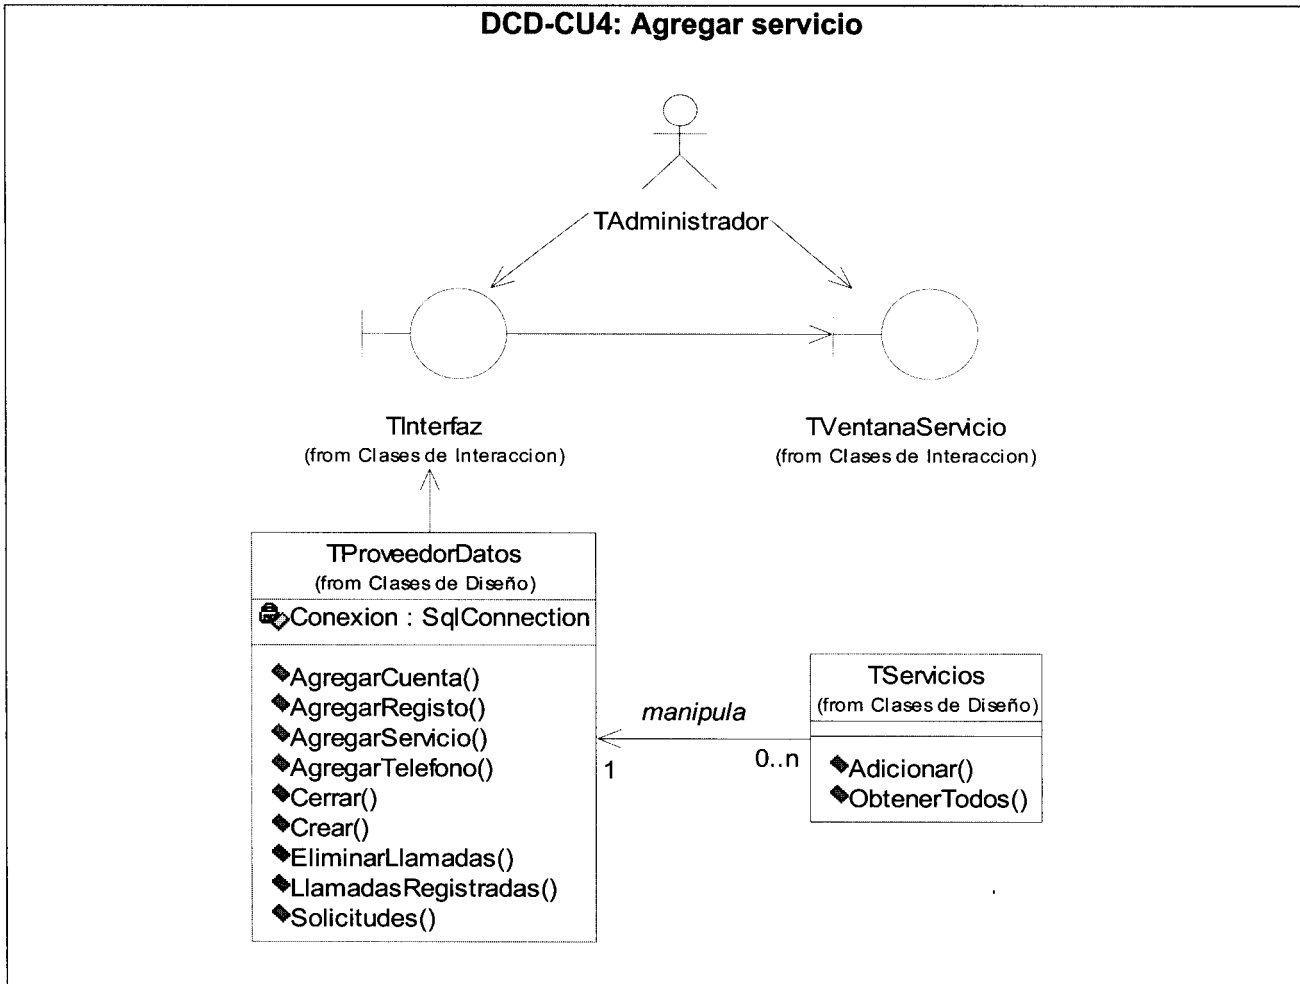 DCD-CU4: Agregar servicio
TAdministrador
TInterfaz
(from Clases de Interaccion)
TVentanaServicio
(from Clases de Interaccion)
TProveedorDatos
(from Clases de Diseño)
Conexion : SqlConnection
AgregarCuenta()
AgregarRegisto()
AgregarServicio()
AgregarTelefono()
Cerrar()
Crear()
EliminarLlamadas()
LlamadasRegistradas()
Solicitudes()
manipula
1
0..n
TServicios
(from Clases de Diseño)
Adicionar()
ObtenerTodos()